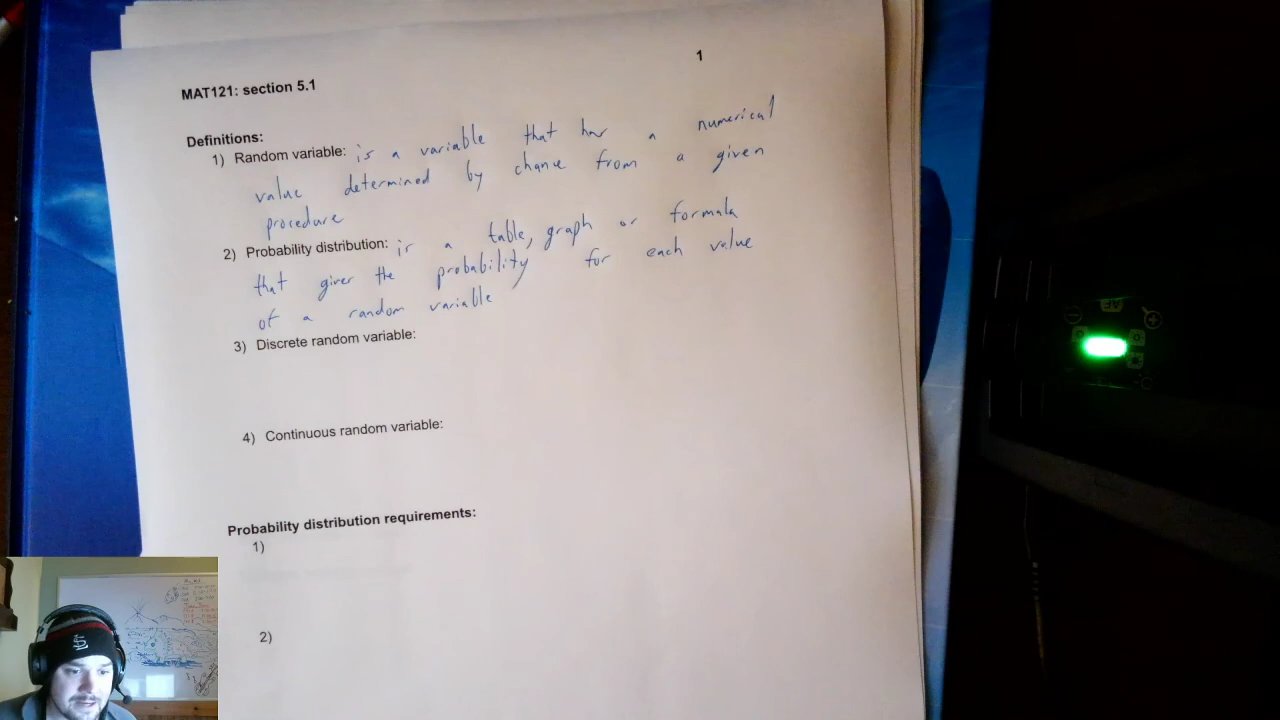 1
MAT121: section 5.1
Definitions:
1) Random variable: is a variable that has a numerical
value determined by chance from a given
procedure
2) Probability distribution: is a table, graph or formula
that gives the probability for each value
of a random variable
3) Discrete random variable:
4) Continuous random variable:
Probability distribution requirements:
1)
2)